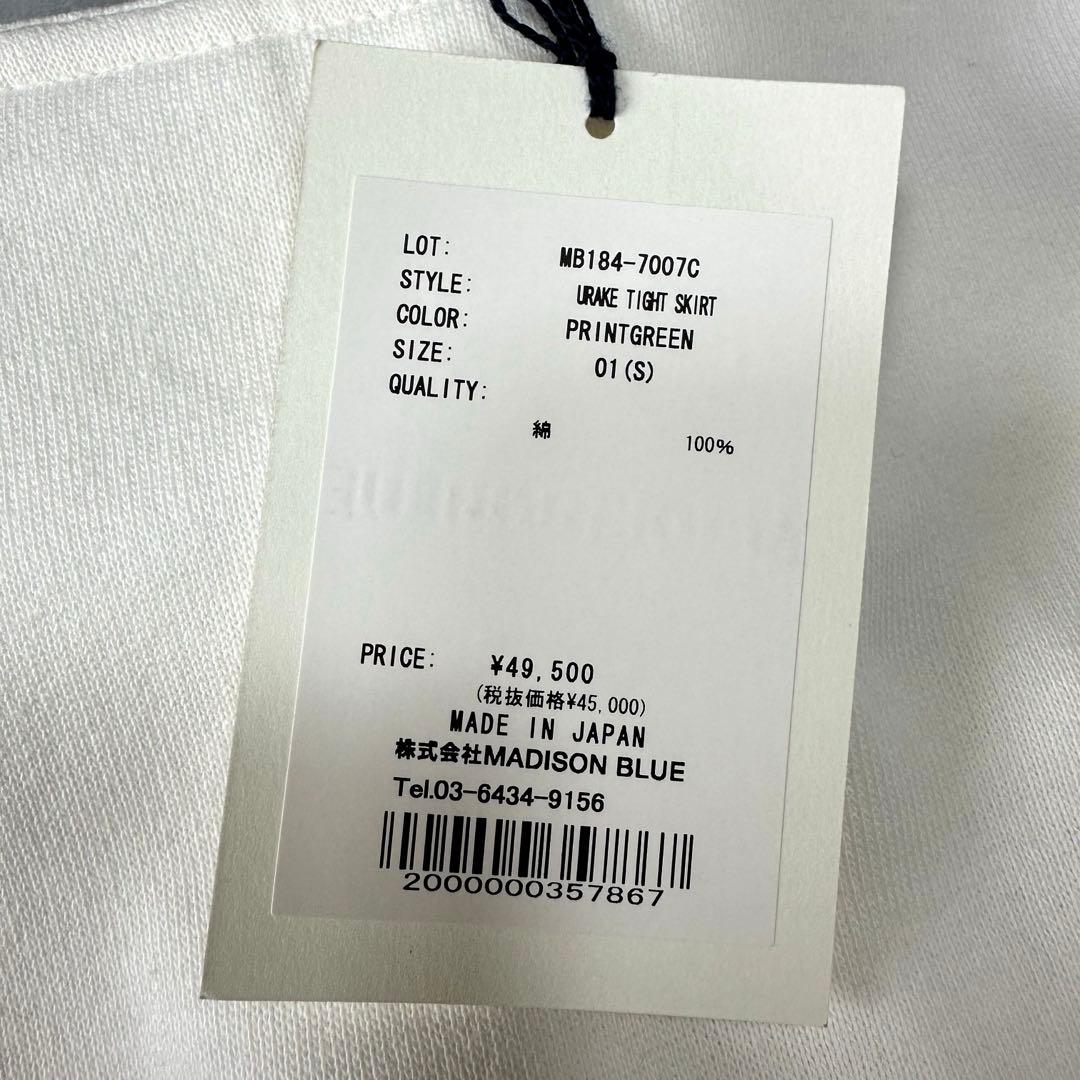 LOT: MB184-7007C
STYLE: URAKE TIGHT SKIRT
COLOR: PRINTGREEN
SIZE: 01(S)
QUALITY:
綿 100%
PRICE: ¥49,500
(税抜価格¥45,000)
MADE IN JAPAN
株式会社MADISON BLUE
Tel.03-6434-9156
2000000357867